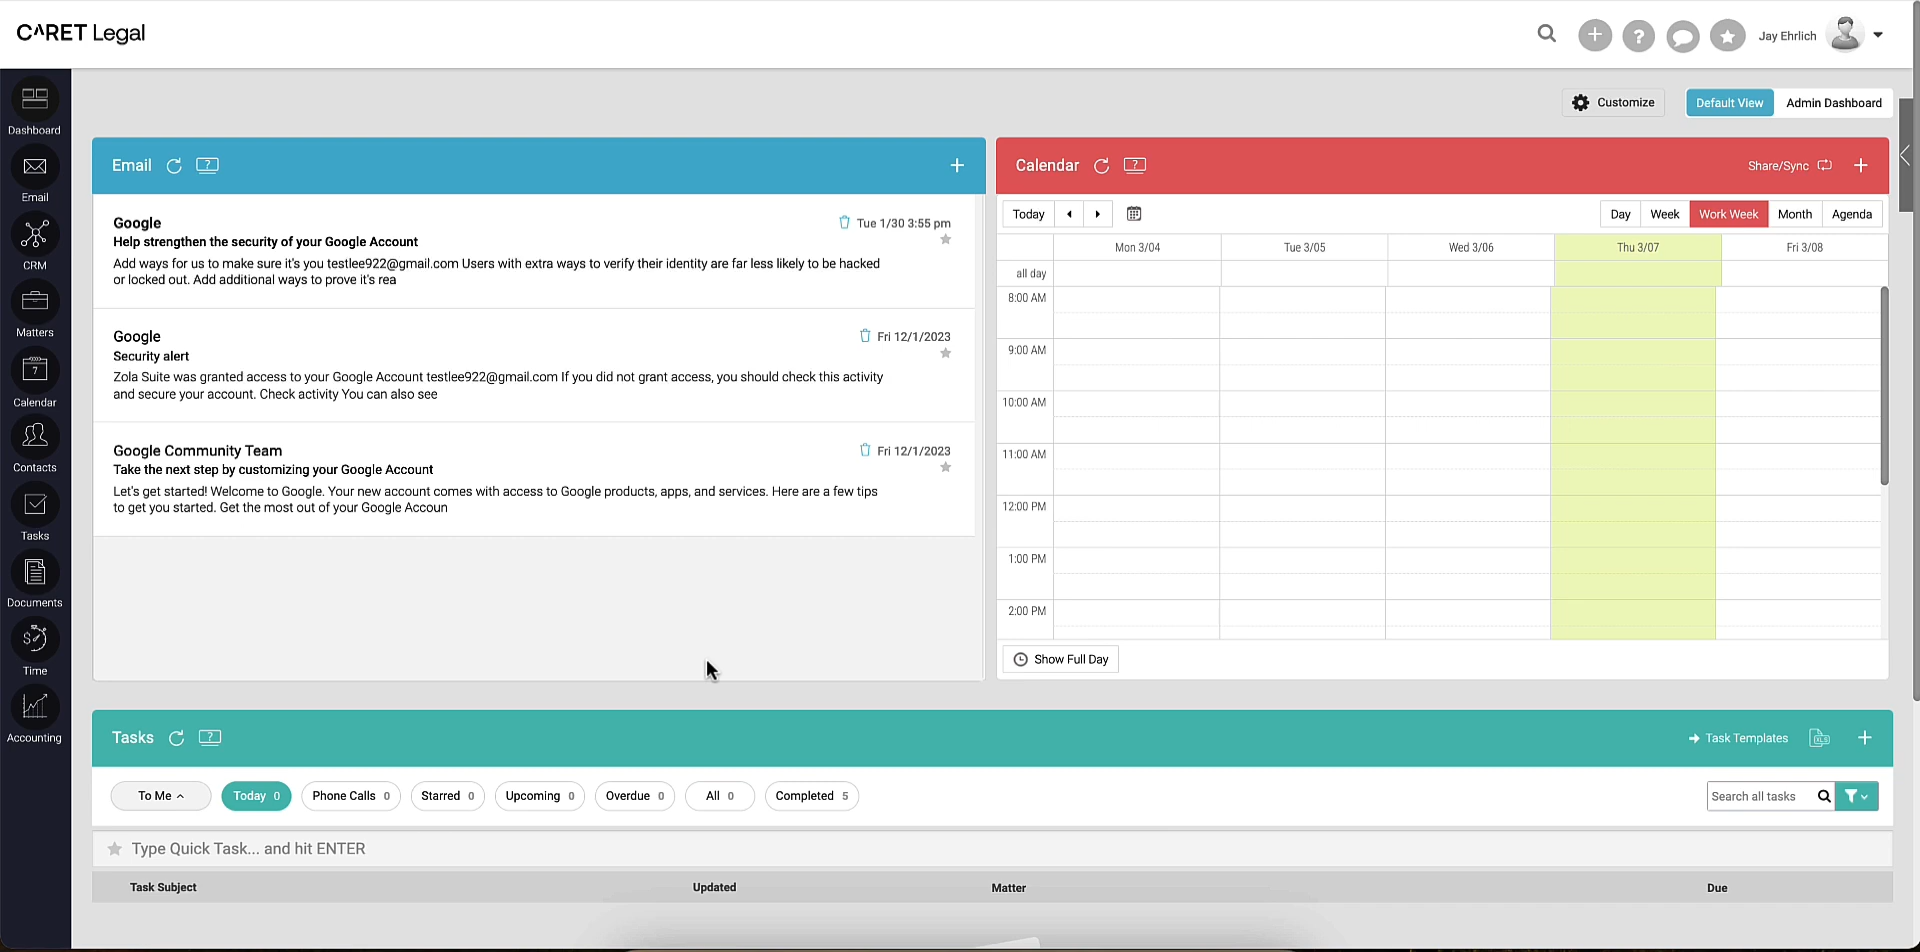 CARET Legal
Jay Ehrlich
Customize
Default View
Admin Dashboard
Dashboard
Email
CRM
Matters
7
Calendar
Contacts
Tasks
Documents
Time
Accounting
Email
Google
Tue 1/30 3:55 pm
Help strengthen the security of your Google Account
Add ways for us to make sure it's you testlee922@gmail.com Users with extra ways to verify their identity are far less likely to be hacked
or locked out. Add additional ways to prove it's rea
Google
Fri 12/1/2023
Security alert
Zola Suite was granted access to your Google Account testlee922@gmail.com If you did not grant access, you should check this activity
and secure your account. Check activity You can also see
Google Community Team
Fri 12/1/2023
Take the next step by customizing your Google Account
Let's get started! Welcome to Google. Your new account comes with access to Google products, apps, and services. Here are a few tips
to get you started. Get the most out of your Google Accoun
Calendar
Share/Sync
Today
Day
Week
Work Week
Month
Agenda
Mon 3/04
Tue 3/05
Wed 3/06
Thu 3/07
Fri 3/08
all day
8:00 AM
9:00 AM
10:00 AM
11:00 AM
12:00 PM
1:00 PM
2:00 PM
Show Full Day
Tasks
Task Templates
XLS
To Me
Today 0
Phone Calls 0
Starred 0
Upcoming 0
Overdue 0
All 0
Completed 5
Search all tasks
Type Quick Task... and hit ENTER
Task Subject
Updated
Matter
Due